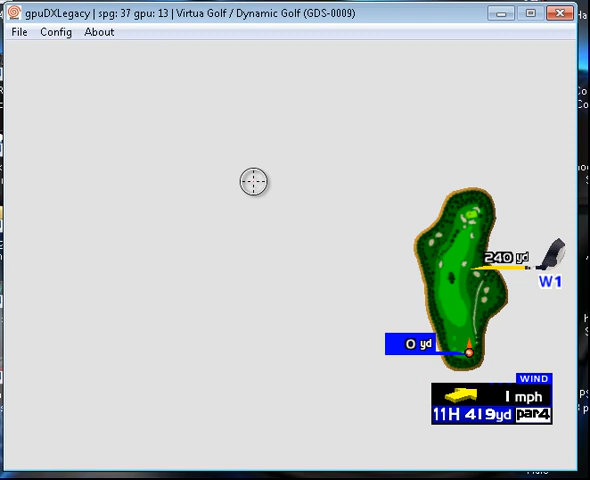 gpuDXLegacy | spg: 37 gpu: 13 | Virtua Golf / Dynamic Golf (GDS-0009)
File Config About
240 yd
W1
0 yd
WIND
1 mph
11H 419yd par4